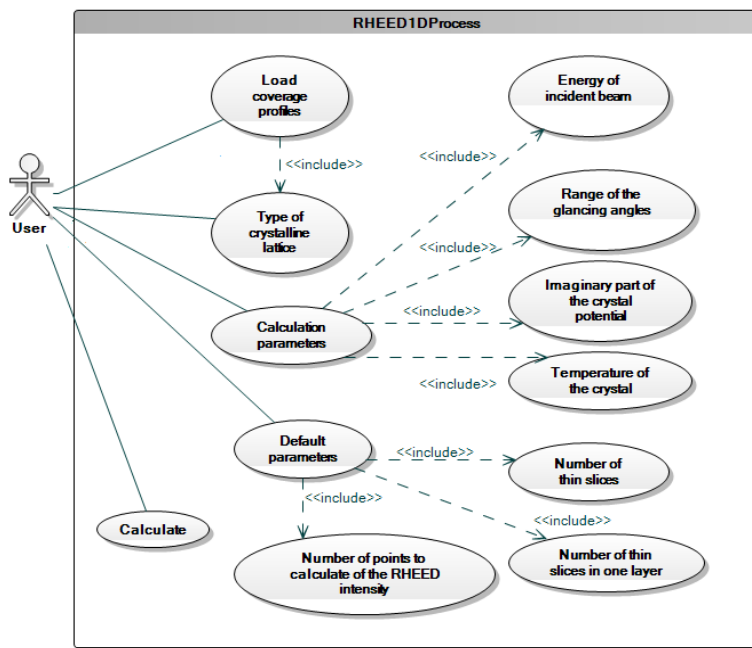 RHEED1DProcess
Load
coverage
profiles
Energy of
incident beam
<<include>>
<<include>>
User
Type of
crystalline
lattice
Range of the
glancing angles
<<include>>
Imaginary part of
the crystal
potential
<<include>>
Calculation
parameters
Temperature of
the crystal
<<include>>
Default
parameters
<<include>>
Number of
thin slices
<<include>>
<<include>>
Calculate
Number of points to
calculate of the RHEED
intensity
Number of thin
slices in one layer